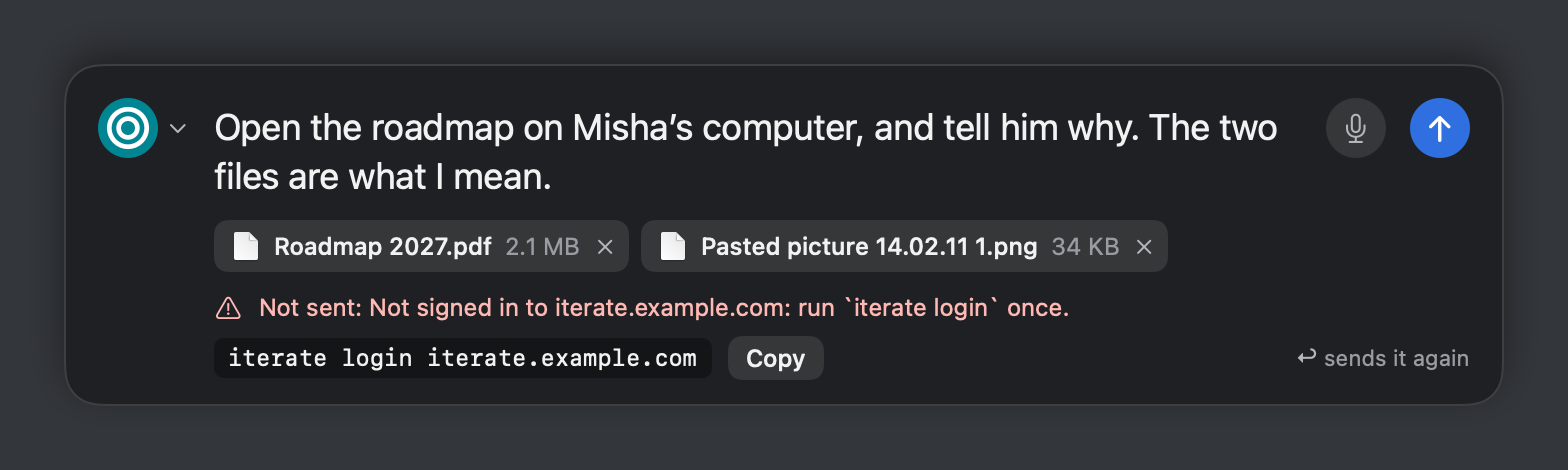 Open the roadmap on Misha’s computer, and tell him why. The two
files are what I mean.
Roadmap 2027.pdf 2.1 MB
Pasted picture 14.02.11 1.png 34 KB
Not sent: Not signed in to iterate.example.com: run `iterate login` once.
iterate login iterate.example.com
Copy
sends it again